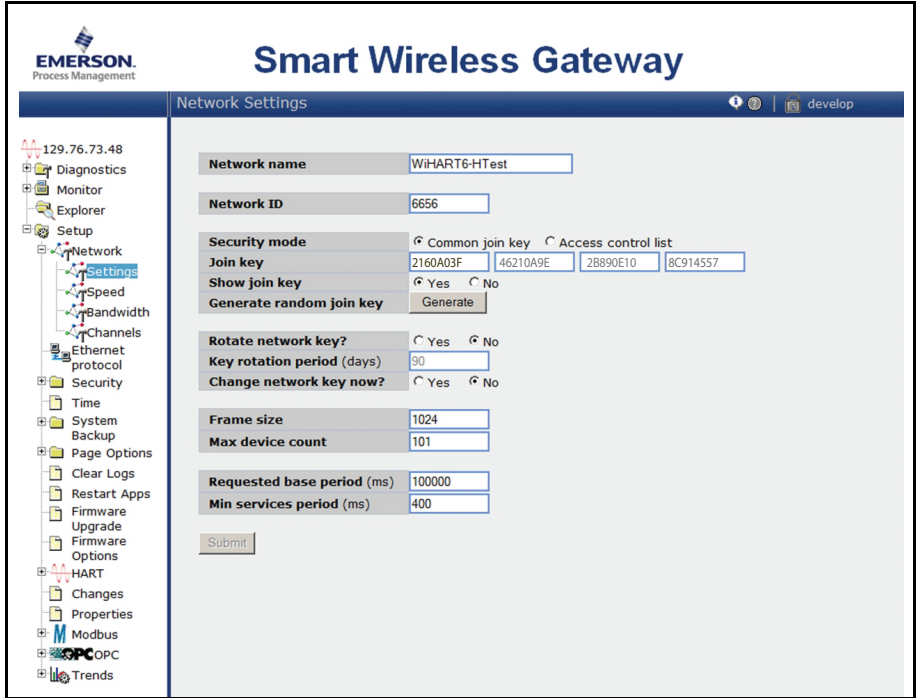 EMERSON.
Process Management
Smart Wireless Gateway
Network Settings
develop
129.76.73.48
Diagnostics
Monitor
Explorer
Setup
Network
Settings
Speed
Bandwidth
Channels
Ethernet
protocol
Security
Time
System
Backup
Page Options
Clear Logs
Restart Apps
Firmware
Upgrade
Firmware
Options
HART
Changes
Properties
M Modbus
OPC OPC
Trends
Network name WiHART6-HTest
Network ID 6656
Security mode Common join key Access control list
Join key 2160A03F 46210A9E 2B890E10 8C914557
Show join key Yes No
Generate random join key Generate
Rotate network key? Yes No
Key rotation period (days) 90
Change network key now? Yes No
Frame size 1024
Max device count 101
Requested base period (ms) 100000
Min services period (ms) 400
Submit